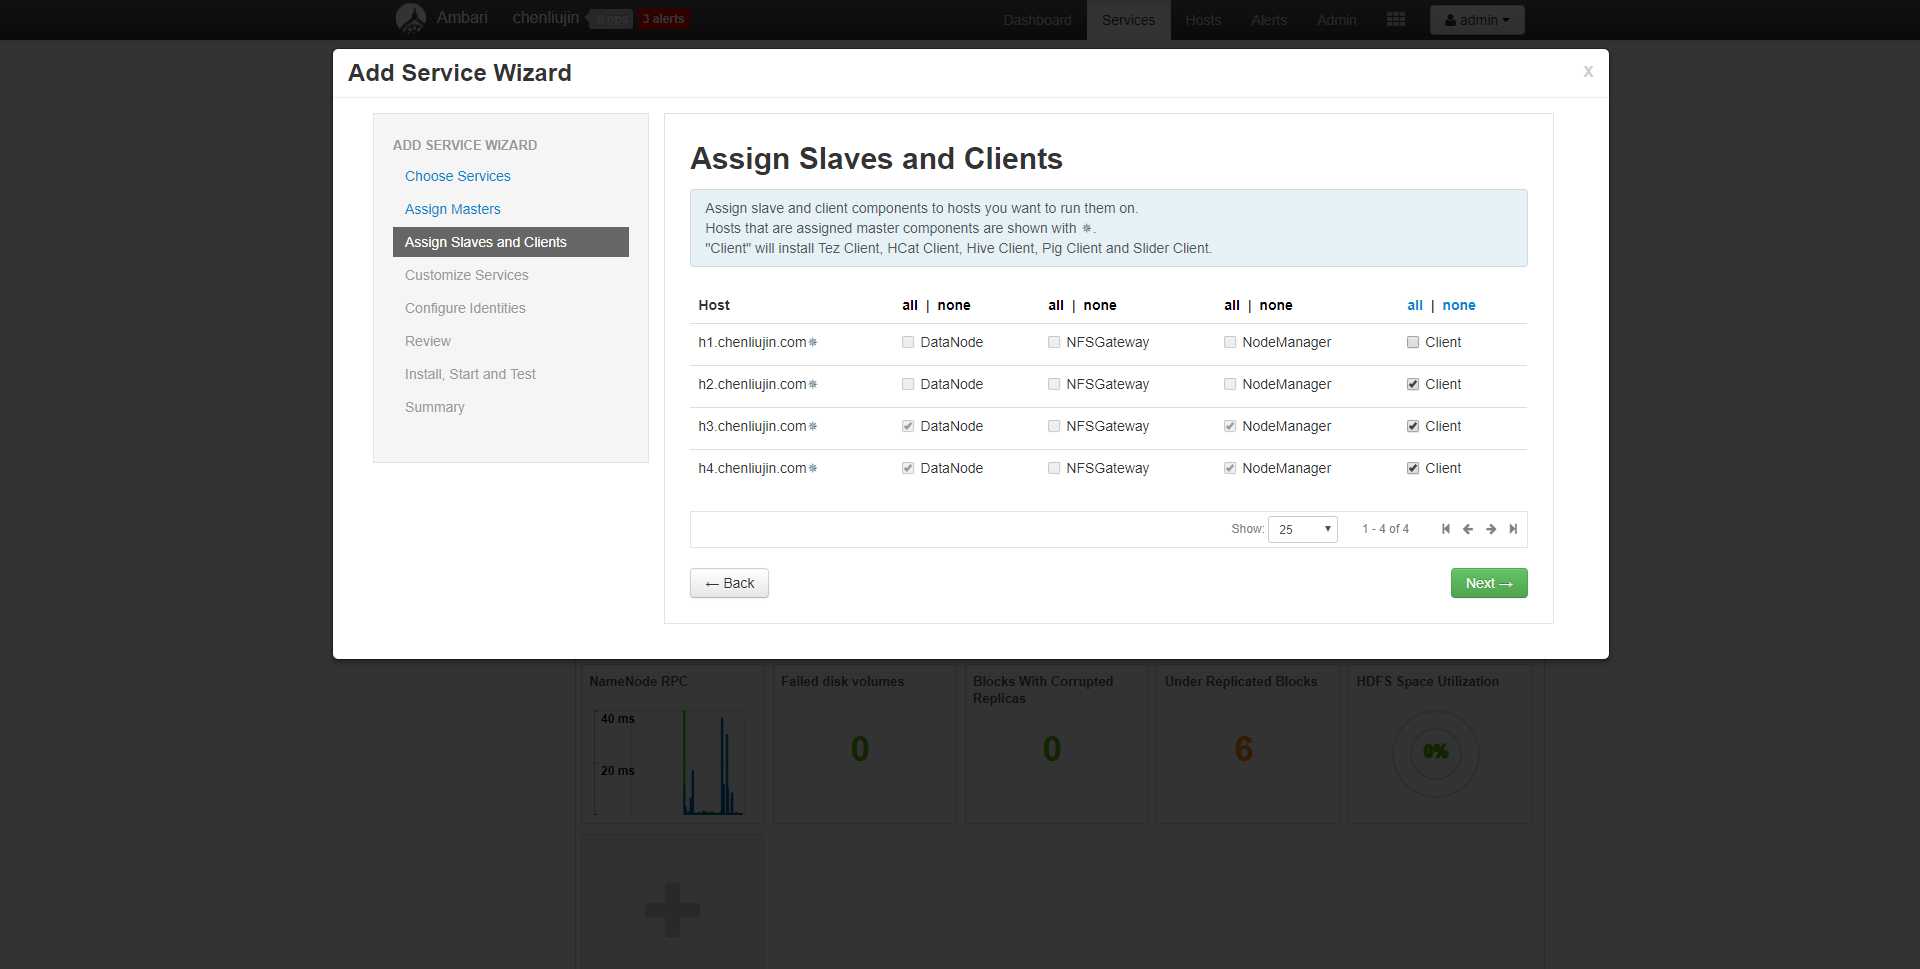 Ambari chenliujin 0 ops 3 alerts Dashboard Services Hosts Alerts Admin admin
Add Service Wizard x
ADD SERVICE WIZARD
Choose Services
Assign Masters
Assign Slaves and Clients
Customize Services
Configure Identities
Review
Install, Start and Test
Summary
Assign Slaves and Clients
Assign slave and client components to hosts you want to run them on.
Hosts that are assigned master components are shown with ✵.
"Client" will install Tez Client, HCat Client, Hive Client, Pig Client and Slider Client.
Host all | none all | none all | none all | none
h1.chenliujin.com✵ DataNode NFSGateway NodeManager Client
h2.chenliujin.com✵ DataNode NFSGateway NodeManager Client
h3.chenliujin.com✵ DataNode NFSGateway NodeManager Client
h4.chenliujin.com✵ DataNode NFSGateway NodeManager Client
Show: 25 1 - 4 of 4
← Back Next →
NameNode RPC
40 ms
20 ms
Failed disk volumes
0
Blocks With Corrupted
Replicas
0
Under Replicated Blocks
6
HDFS Space Utilization
0%